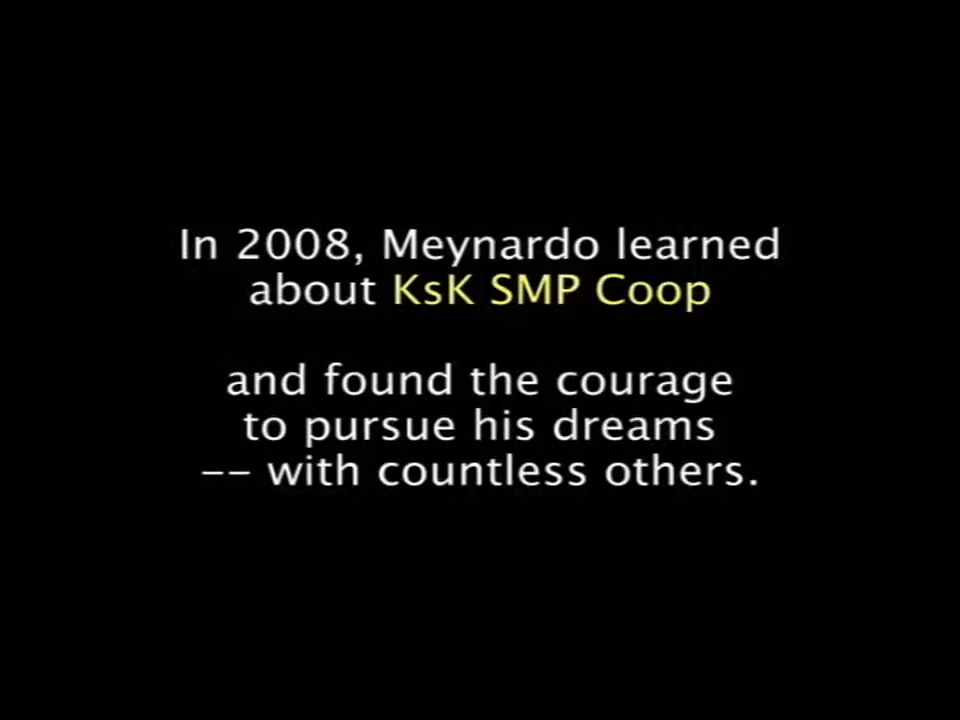 In 2008, Meynardo learned
about KsK SMP Coop
and found the courage
to pursue his dreams
-- with countless others.